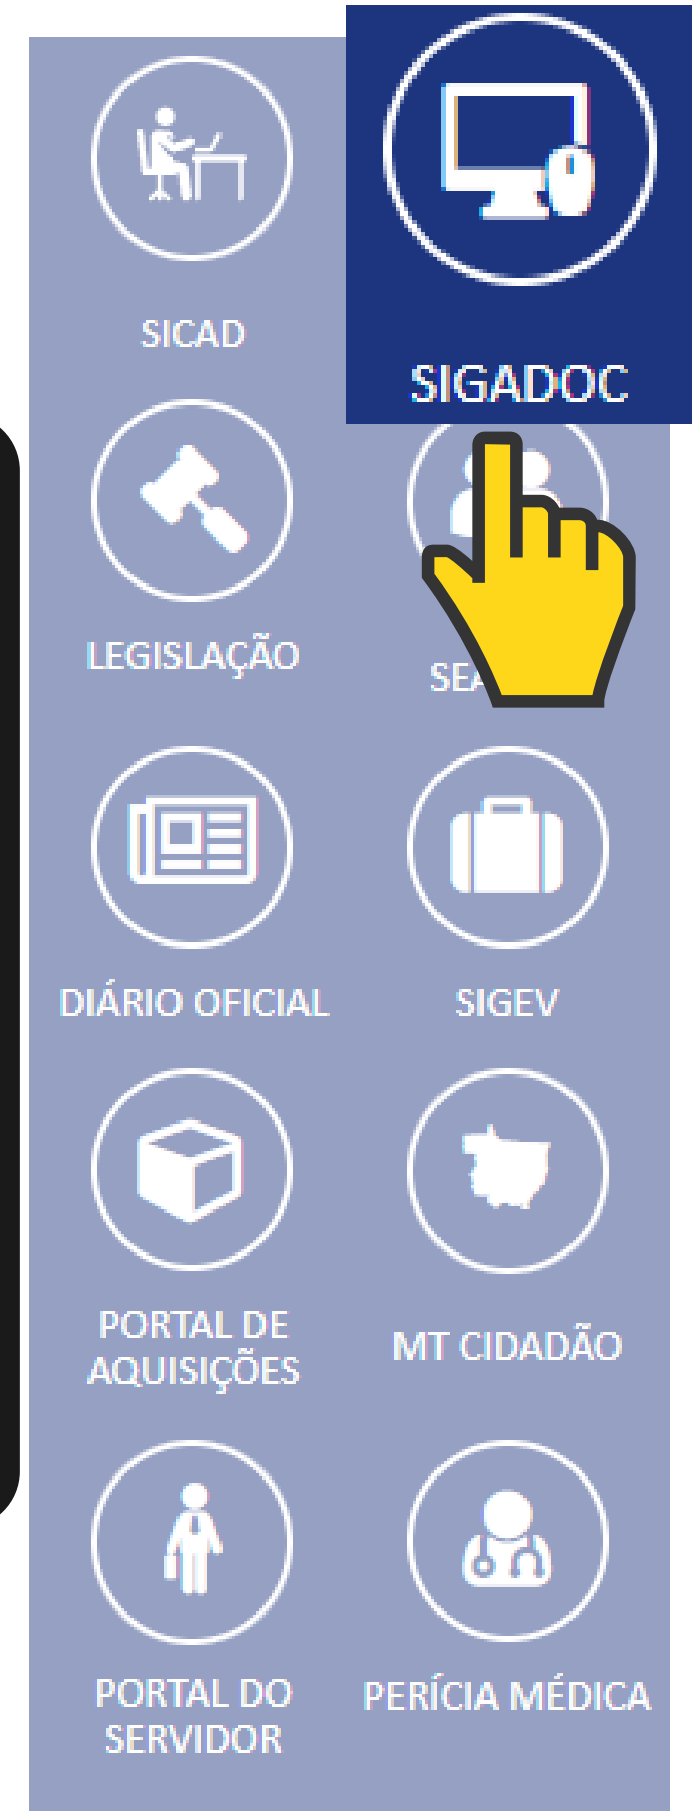 SICAD
SIGADOC
LEGISLAÇÃO
DIÁRIO OFICIAL
SIGEV
PORTAL DE
AQUISIÇÕES
MT CIDADÃO
PORTAL DO
SERVIDOR
PERÍCIA MÉDICA